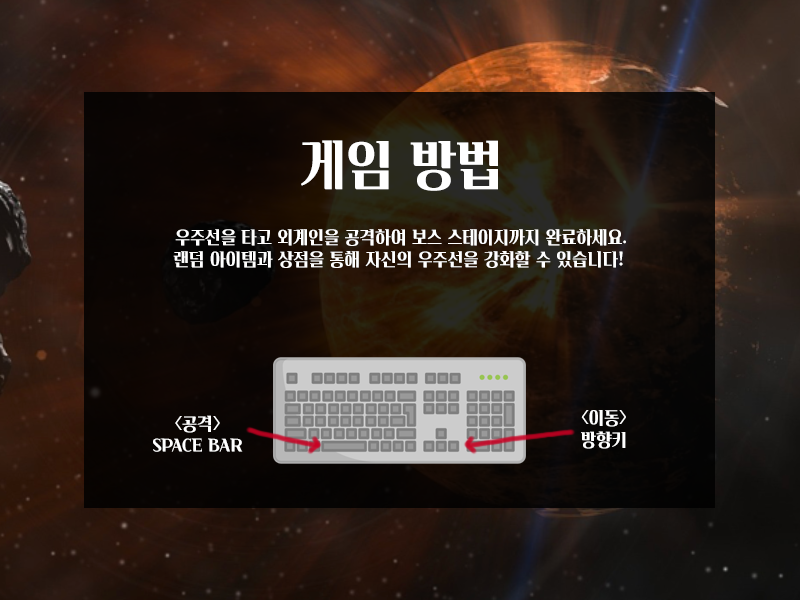 게임 방법
우주선을 타고 외계인을 공격하여 보스 스테이지까지 완료하세요.
랜덤 아이템과 상점을 통해 자신의 우주선을 강화할 수 있습니다!
<공격>
SPACE BAR
<이동>
방향키